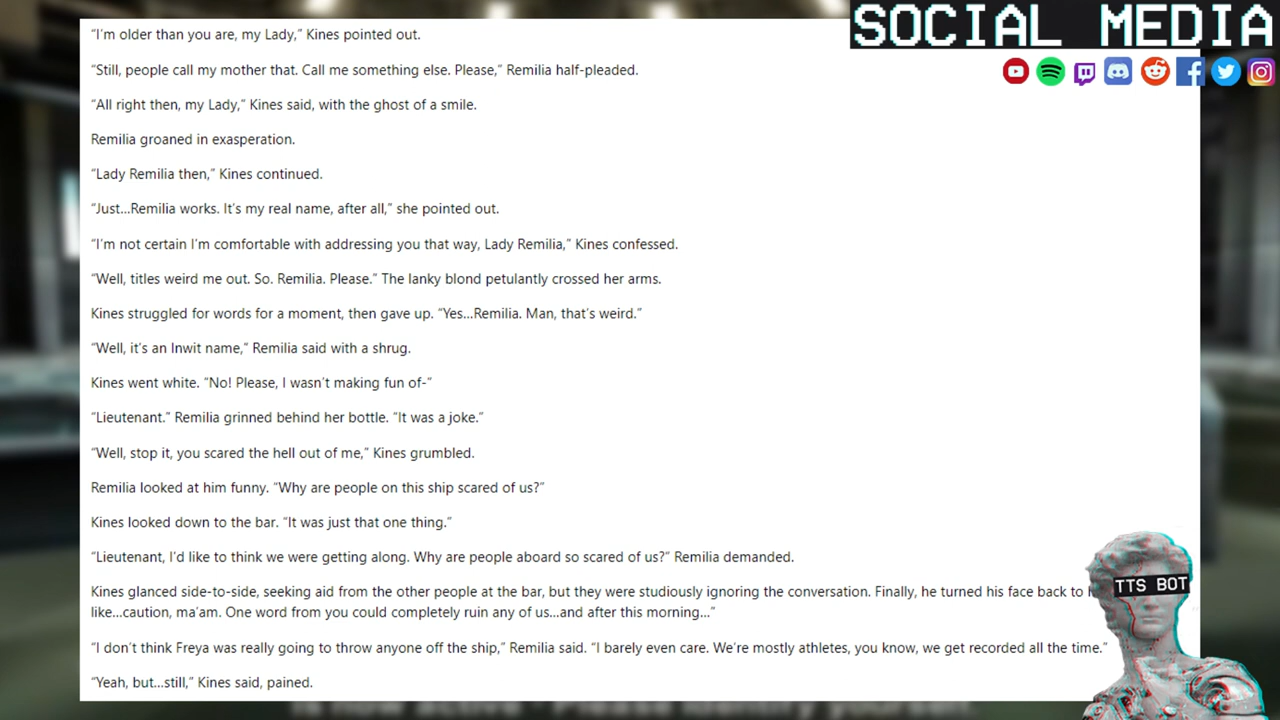 SOCIAL MEDIA
“I’m older than you are, my Lady,” Kines pointed out.
“Still, people call my mother that. Call me something else. Please,” Remilia half-pleaded.
“All right then, my Lady,” Kines said, with the ghost of a smile.
Remilia groaned in exasperation.
“Lady Remilia then,” Kines continued.
“Just…Remilia works. It’s my real name, after all,” she pointed out.
“I’m not certain I’m comfortable with addressing you that way, Lady Remilia,” Kines confessed.
“Well, titles weird me out. So. Remilia. Please.” The lanky blond petulantly crossed her arms.
Kines struggled for words for a moment, then gave up. “Yes…Remilia. Man, that’s weird.”
“Well, it’s an Inwit name,” Remilia said with a shrug.
Kines went white. “No! Please, I wasn’t making fun of-”
“Lieutenant.” Remilia grinned behind her bottle. “It was a joke.”
“Well, stop it, you scared the hell out of me,” Kines grumbled.
Remilia looked at him funny. “Why are people on this ship scared of us?”
Kines looked down to the bar. “It was just that one thing.”
“Lieutenant, I’d like to think we were getting along. Why are people aboard so scared of us?” Remilia demanded.
Kines glanced side-to-side, seeking aid from the other people at the bar, but they were studiously ignoring the conversation. Finally, he turned his face back to
like…caution, ma’am. One word from you could completely ruin any of us…and after this morning…”
“I don’t think Freya was really going to throw anyone off the ship,” Remilia said. “I barely even care. We’re mostly athletes, you know, we get recorded all the time.”
“Yeah, but…still,” Kines said, pained.
TTS BOT